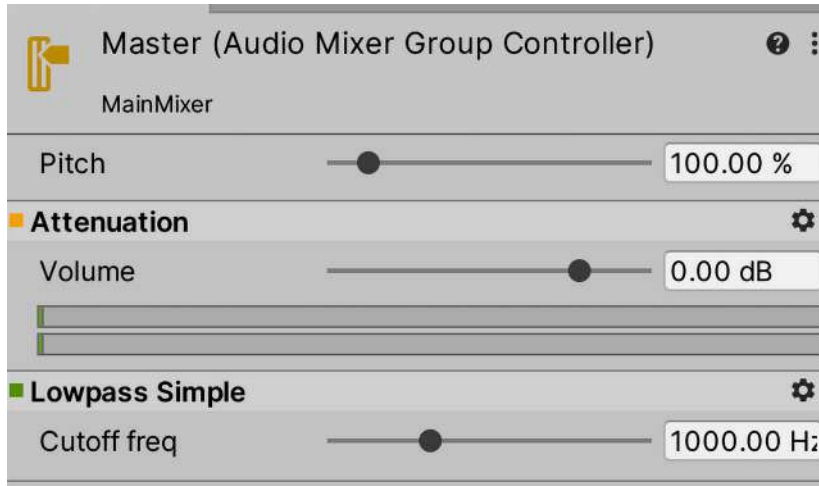 Master (Audio Mixer Group Controller)
MainMixer
Pitch 100.00 %
Attenuation
Volume 0.00 dB
Lowpass Simple
Cutoff freq 1000.00 Hz